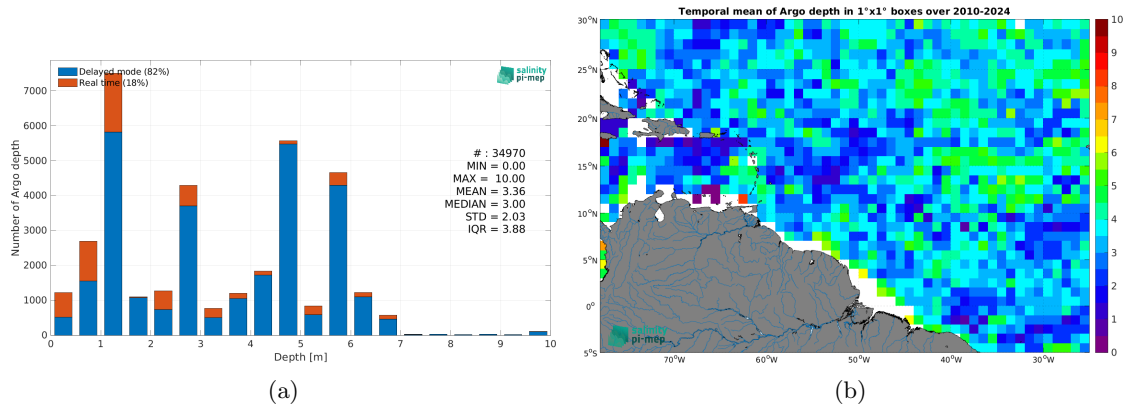 Delayed mode (82%)
Real time (18%)
salinity
pi-mep
Number of Argo depth
7000
6000
5000
4000
3000
2000
1000
0
# : 34970
MIN = 0.00
MAX = 10.00
MEAN = 3.36
MEDIAN = 3.00
STD = 2.03
IQR = 3.88
0 1 2 3 4 5 6 7 8 9 10
Depth [m]
(a)
Temporal mean of Argo depth in 1°x1° boxes over 2010-2024
30°N
25°N
20°N
15°N
10°N
5°N
0°
5°S
70°W 60°W 50°W 40°W 30°W
salinity
pi-mep
10
9
8
7
6
5
4
3
2
1
0
(b)